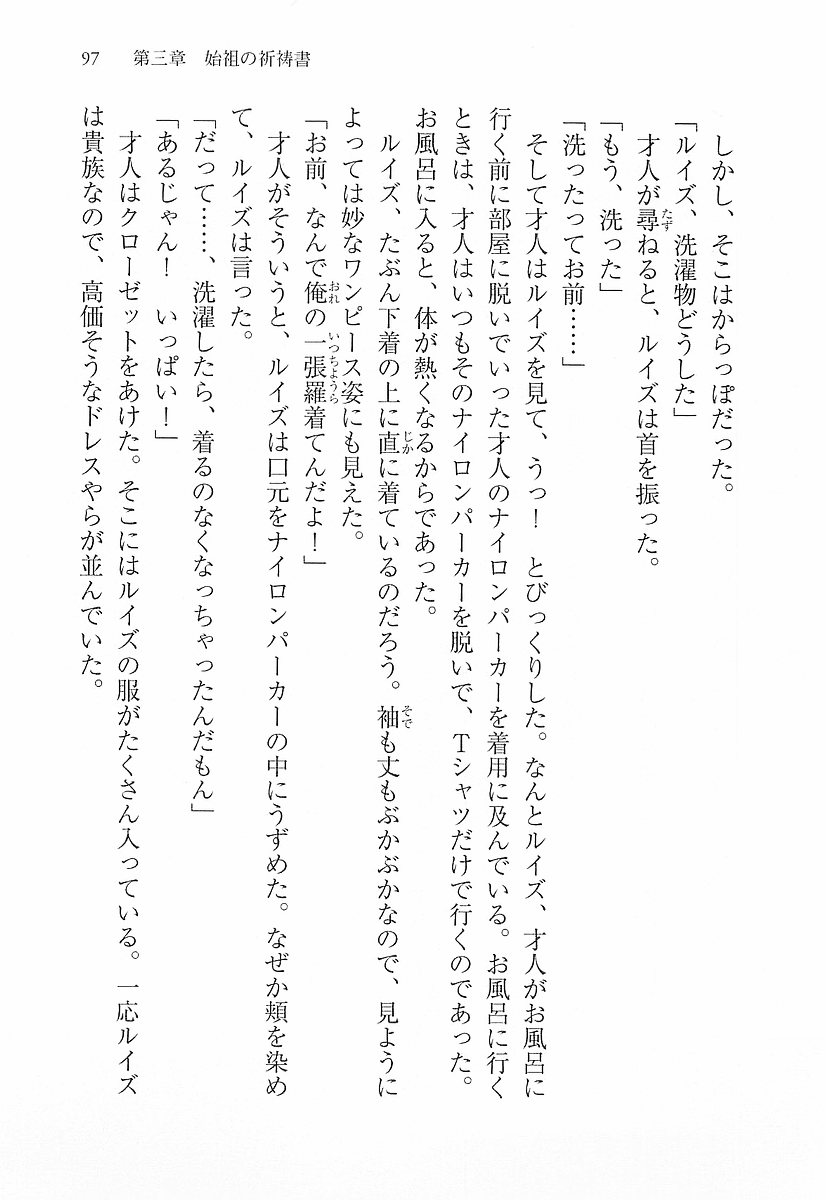 97　第三章　始祖の祈祷書
　しかし、そこはからっぽだった。
「ルイズ、洗濯物どうした」
　才人が尋ねると、ルイズは首を振った。
「もう、洗った」
「洗ったってお前……」
　そして才人はルイズを見て、うっ！　とびっくりした。なんとルイズ、才人がお風呂に
行く前に部屋に脱いでいった才人のナイロンパーカーを着用に及んでいる。お風呂に行く
ときは、才人はいつもそのナイロンパーカーを脱いで、Ｔシャツだけで行くのであった。
お風呂に入ると、体が熱くなるからであった。
　ルイズ、たぶん下着の上に直に着ているのだろう。袖も丈もぶかぶかなので、見ように
よっては妙なワンピース姿にも見えた。
「お前、なんで俺の一張羅着てんだよ！」
　才人がそういうと、ルイズは口元をナイロンパーカーの中にうずめた。なぜか頬を染め
て、ルイズは言った。
「だって……、洗濯したら、着るのなくなっちゃったんだもん」
「あるじゃん！　いっぱい！」
　才人はクローゼットをあけた。そこにはルイズの服がたくさん入っている。一応ルイズ
は貴族なので、高価そうなドレスやらが並んでいた。